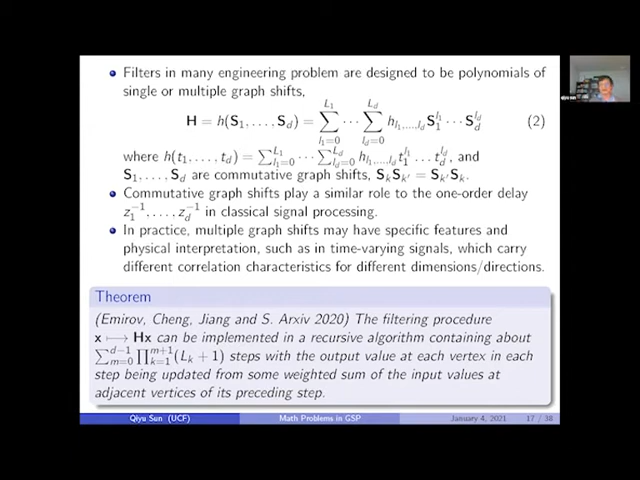 • Filters in many engineering problem are designed to be polynomials of
single or multiple graph shifts,
H = h(S₁, . . . , S_d) = ∑_{l₁=0}^{L₁} ··· ∑_{l_d=0}^{L_d} h_{l₁,...,l_d} S₁^{l₁} ··· S_d^{l_d} (2)
where h(t₁, . . . , t_d) = ∑_{l₁=0}^{L₁} ··· ∑_{l_d=0}^{L_d} h_{l₁,...,l_d} t₁^{l₁} . . . t_d^{l_d}, and
S₁, . . . , S_d are commutative graph shifts, S_kS_{k'} = S_{k'}S_k.
• Commutative graph shifts play a similar role to the one-order delay
z₁⁻¹, . . . , z_d⁻¹ in classical signal processing.
• In practice, multiple graph shifts may have specific features and
physical interpretation, such as in time-varying signals, which carry
different correlation characteristics for different dimensions/directions.
Theorem
(Emirov, Cheng, Jiang and S. Arxiv 2020) The filtering procedure
x ⟼ Hx can be implemented in a recursive algorithm containing about
∑_{m=0}^{d−1} ∏_{k=1}^{m+1}(L_k + 1) steps with the output value at each vertex in each
step being updated from some weighted sum of the input values at
adjacent vertices of its preceding step.
Qiyu Sun (UCF) Math Problems in GSP January 4, 2021 17 / 38
qiyu sun